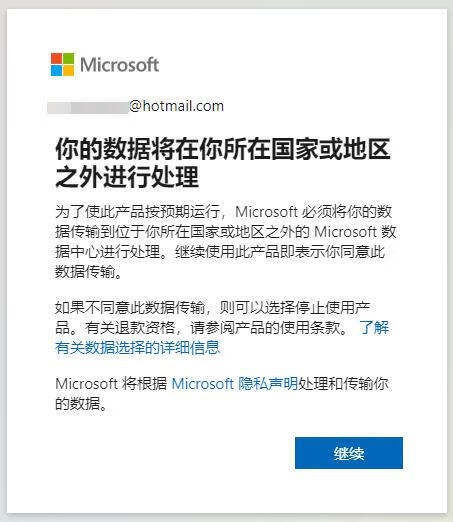 Microsoft
@hotmail.com
你的数据将在你所在国家或地区
之外进行处理
为了使此产品按预期运行，Microsoft 必须将你的数
据传输到位于你所在国家或地区之外的 Microsoft 数
据中心进行处理。继续使用此产品即表示你同意此
数据传输。
如果不同意此数据传输，则可以选择停止使用产
品。有关退款资格，请参阅产品的使用条款。 了解
有关数据选择的详细信息
Microsoft 将根据 Microsoft 隐私声明处理和传输你
的数据。
继续